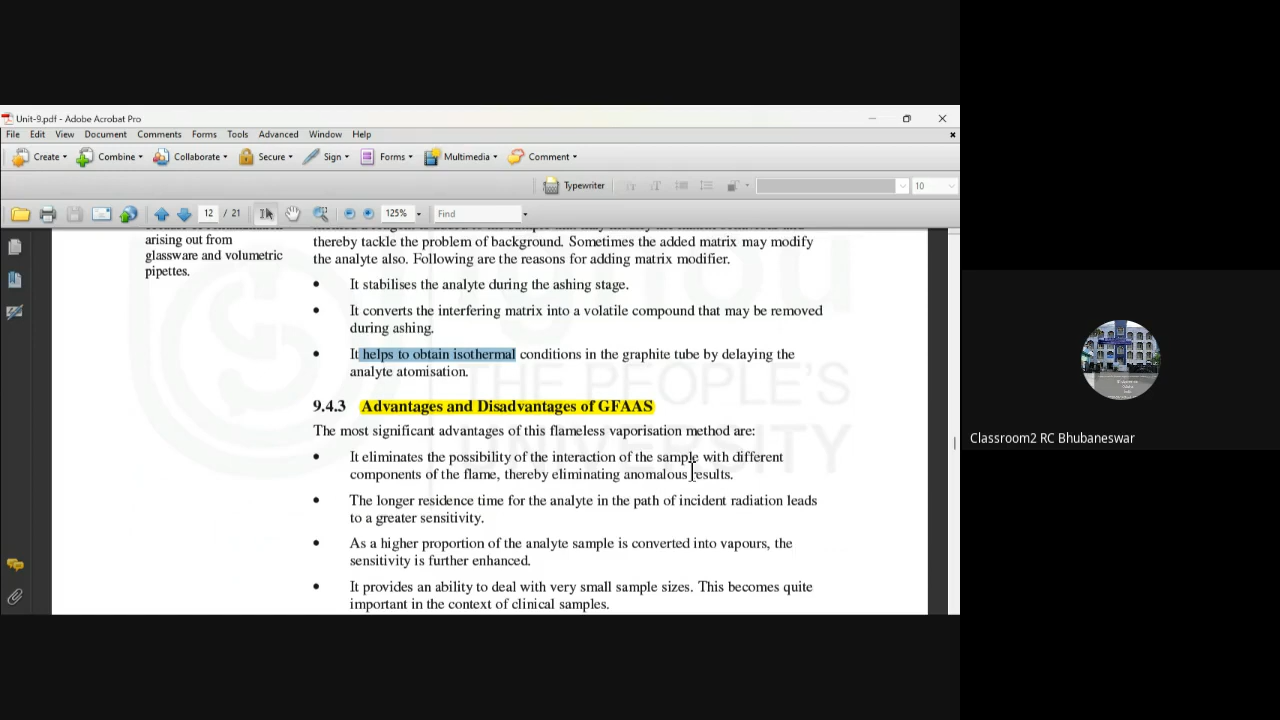 Unit-9.pdf - Adobe Acrobat Pro
File Edit View Document Comments Forms Tools Advanced Window Help
Create Combine Collaborate Secure Sign Forms Multimedia Comment
Typewriter 10
12 / 21 125% Find
arising out from
glassware and volumetric
pipettes.
thereby tackle the problem of background. Sometimes the added matrix may modify
the analyte also. Following are the reasons for adding matrix modifier.
• It stabilises the analyte during the ashing stage.
• It converts the interfering matrix into a volatile compound that may be removed
during ashing.
• It helps to obtain isothermal conditions in the graphite tube by delaying the
analyte atomisation.
9.4.3 Advantages and Disadvantages of GFAAS
The most significant advantages of this flameless vaporisation method are:
• It eliminates the possibility of the interaction of the sample with different
components of the flame, thereby eliminating anomalous results.
• The longer residence time for the analyte in the path of incident radiation leads
to a greater sensitivity.
• As a higher proportion of the analyte sample is converted into vapours, the
sensitivity is further enhanced.
• It provides an ability to deal with very small sample sizes. This becomes quite
important in the context of clinical samples.
THE PEOPLE'S
UNIVERSITY
Classroom2 RC Bhubaneswar